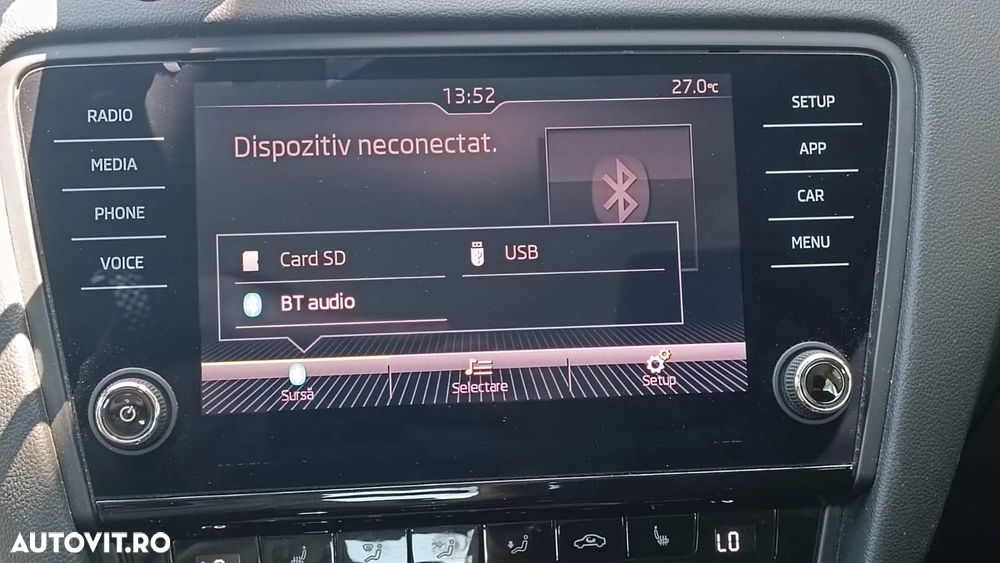 13:52
27.0°C
RADIO
MEDIA
PHONE
VOICE
Dispozitiv neconectat.
Card SD
USB
BT audio
Sursă
Selectare
Setup
SETUP
APP
CAR
MENU
LO
AUTOVIT.RO